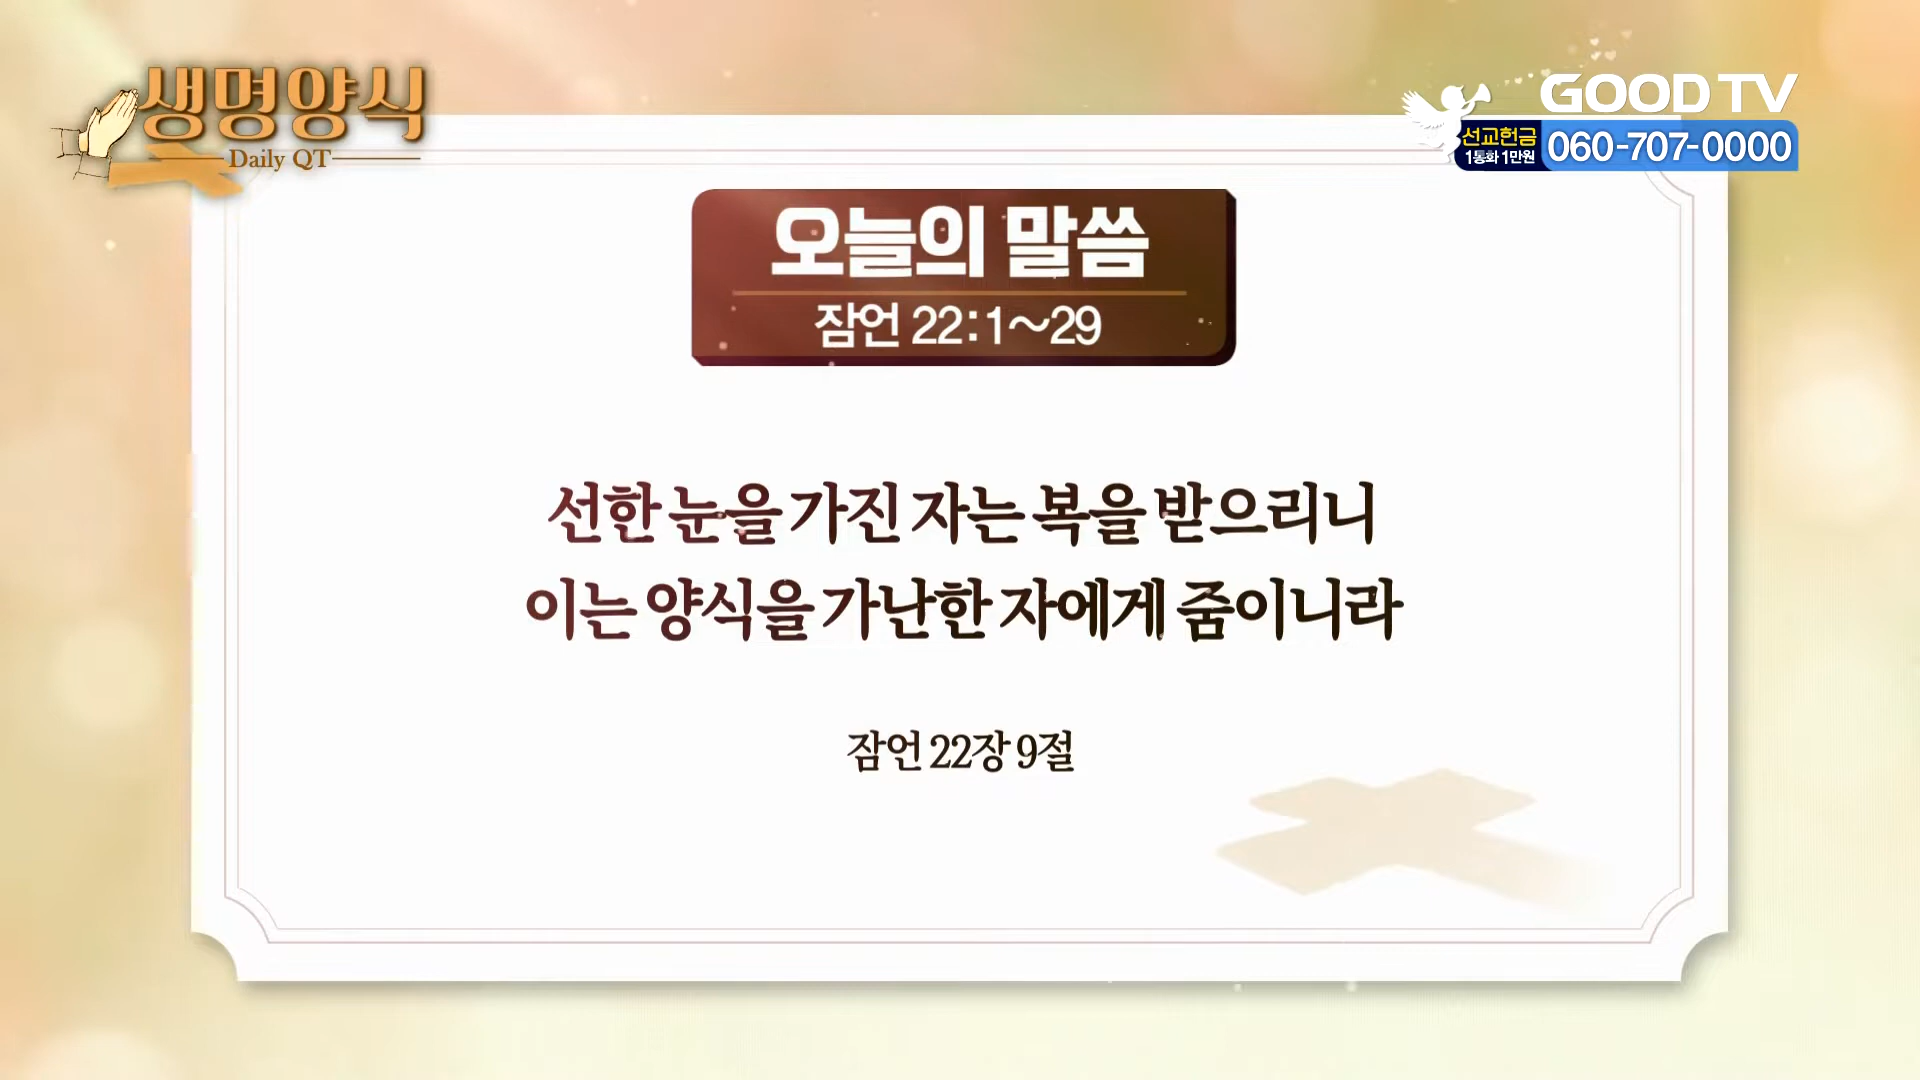 생명양식
Daily QT
GOODTV
선교헌금
1통화 1만원
060-707-0000
오늘의 말씀
잠언 22:1~29
선한 눈을 가진 자는 복을 받으리니
이는 양식을 가난한 자에게 줌이니라
잠언 22장 9절